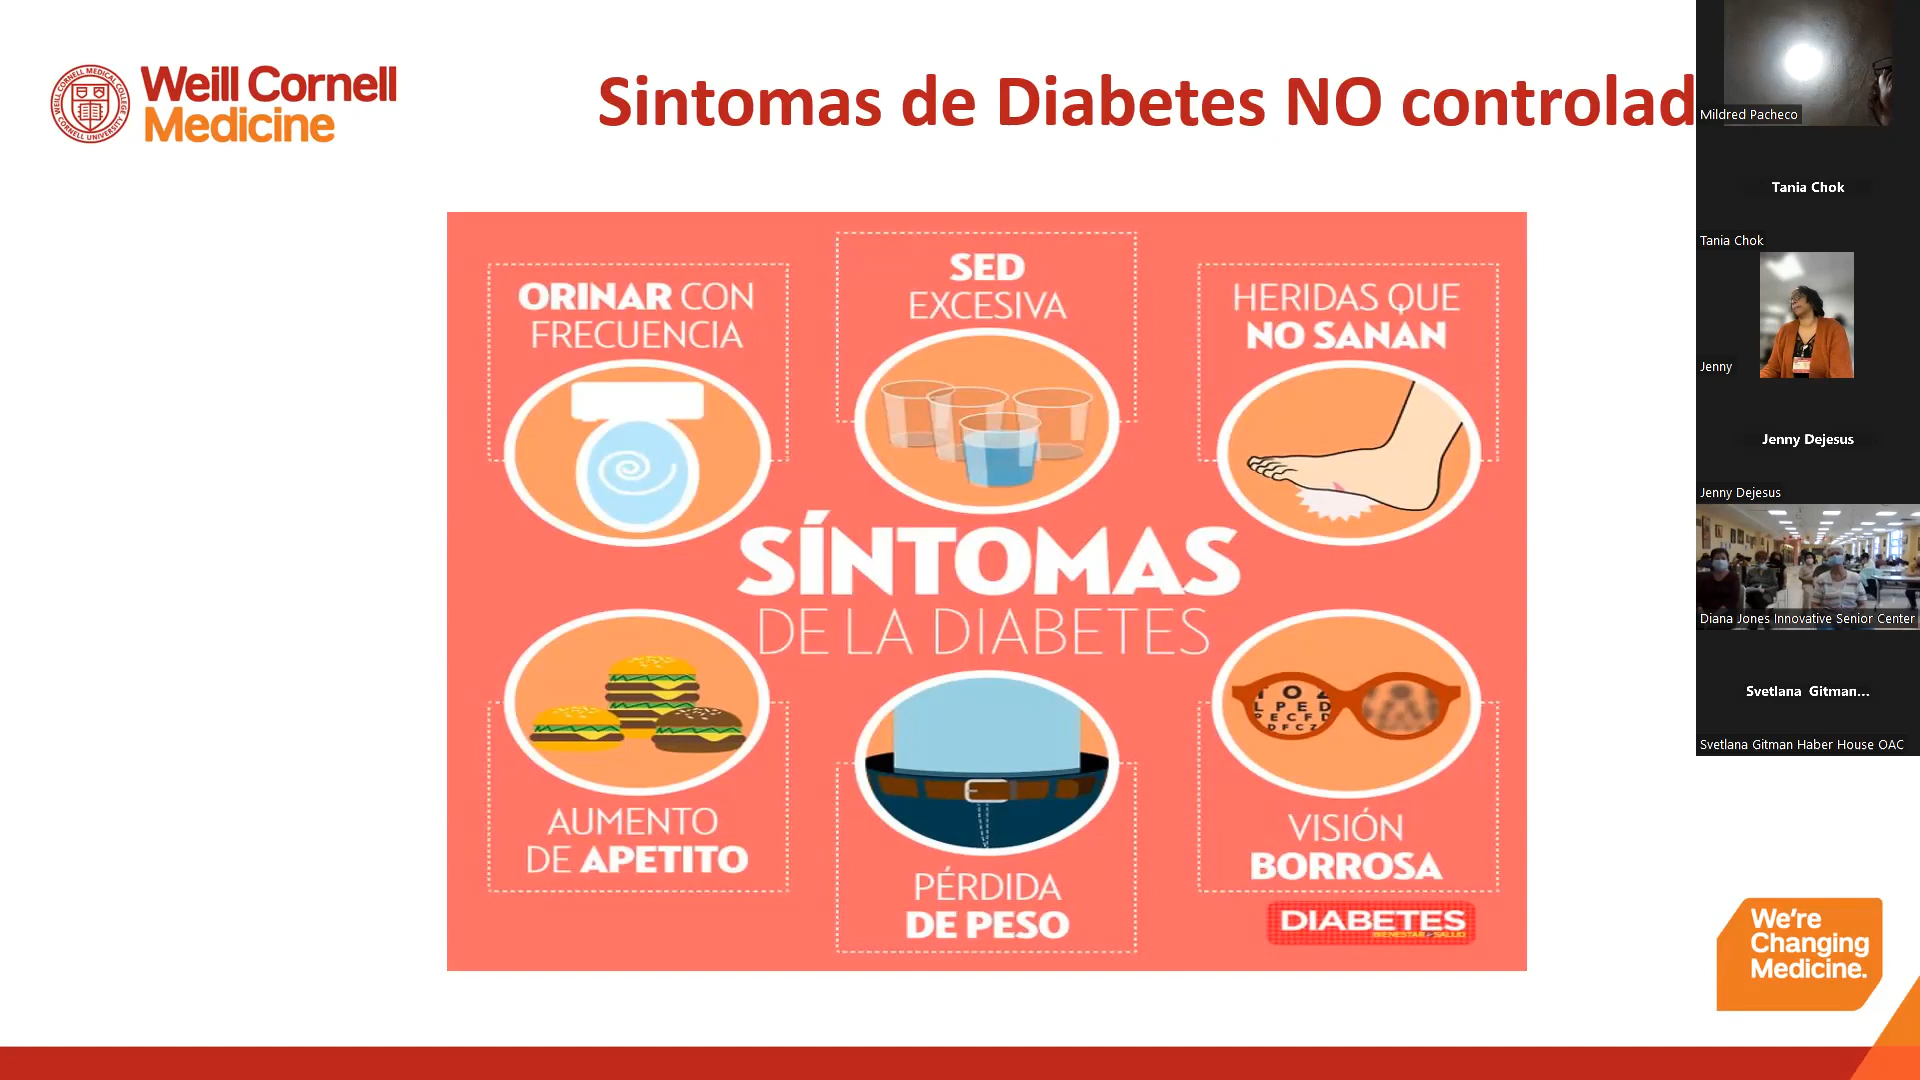 Weill Cornell
Medicine
Sintomas de Diabetes NO controlad
ORINAR CON
FRECUENCIA
SED
EXCESIVA
HERIDAS QUE
NO SANAN
SÍNTOMAS
DE LA DIABETES
AUMENTO
DE APETITO
PÉRDIDA
DE PESO
VISIÓN
BORROSA
DIABETES
BIENESTAR Y SALUD
We're
Changing
Medicine.
Mildred Pacheco
Tania Chok
Tania Chok
Jenny
Jenny Dejesus
Jenny Dejesus
Diana Jones Innovative Senior Center
Svetlana Gitman...
Svetlana Gitman Haber House OAC